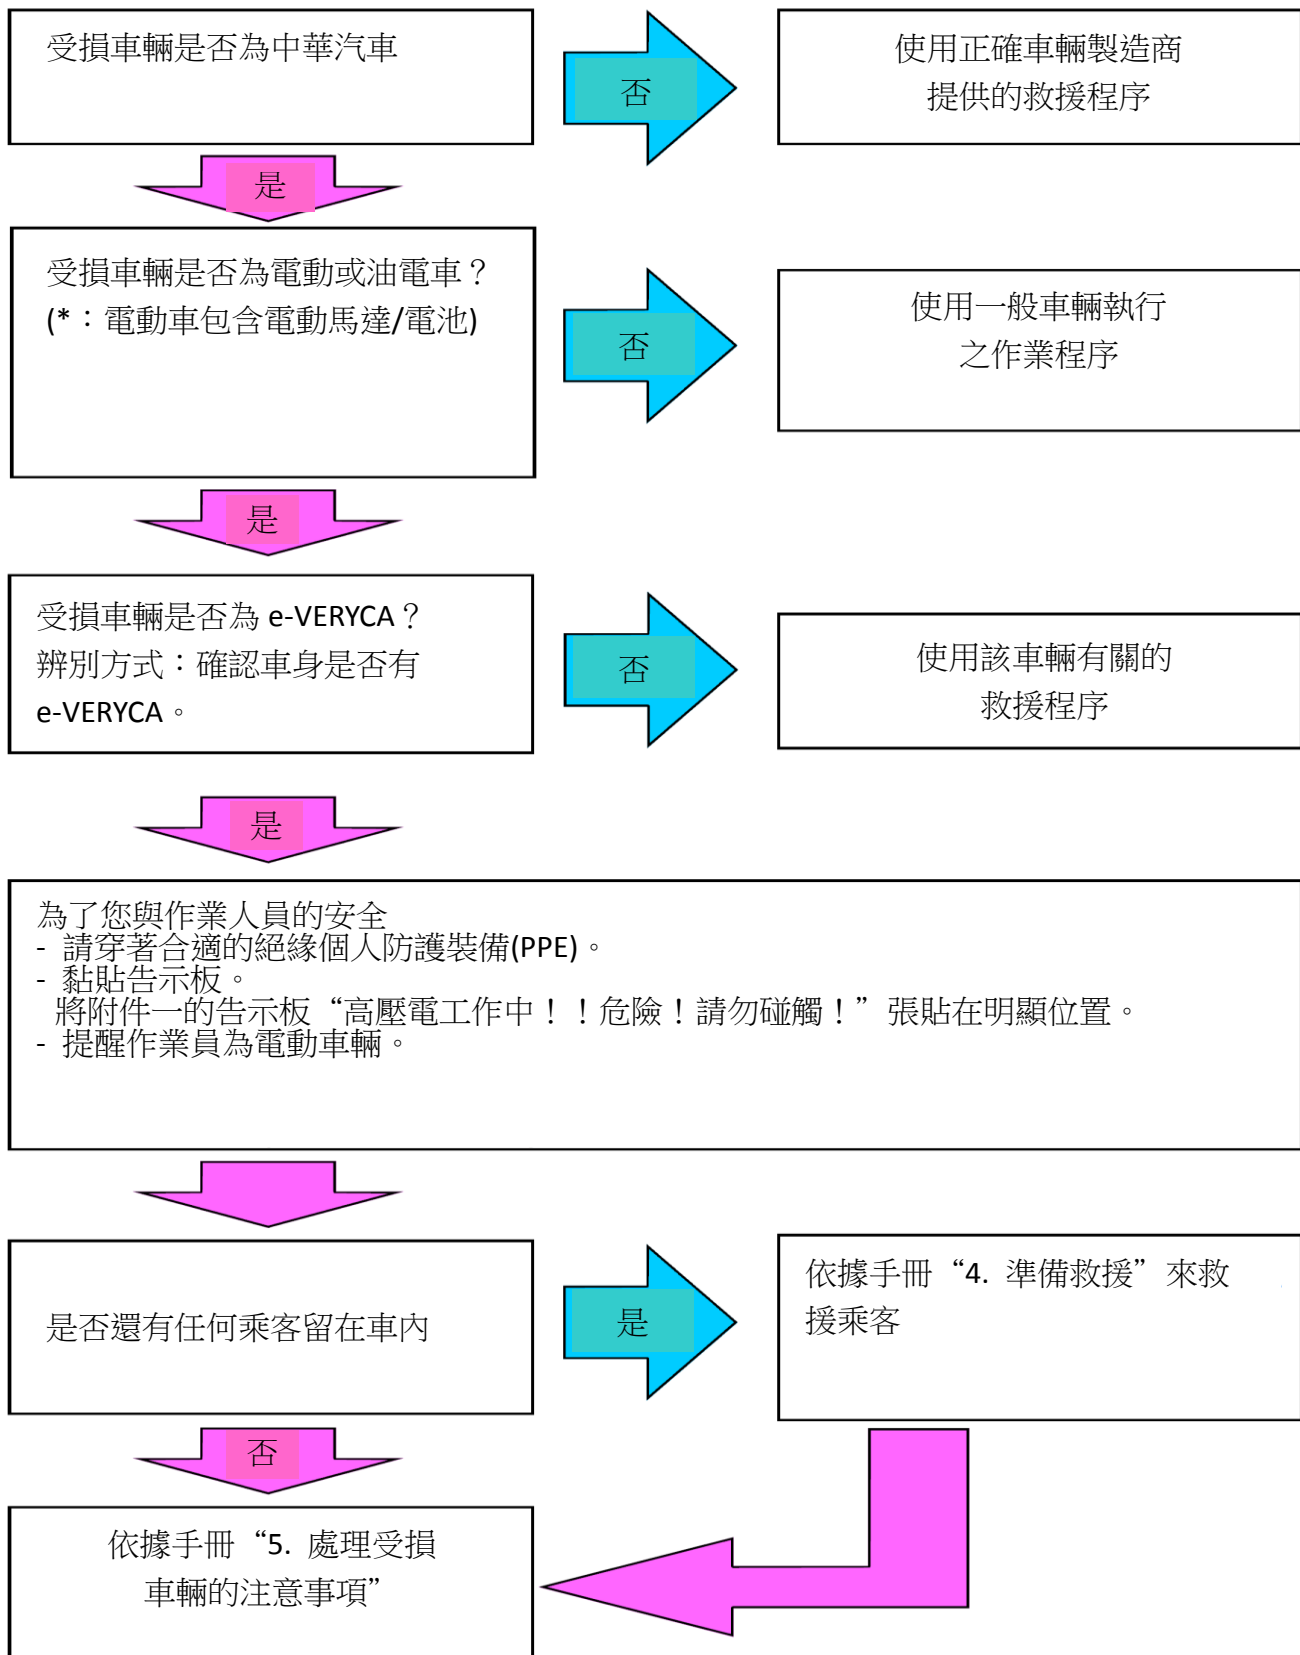 受損車輛是否為中華汽車
否
使用正確車輛製造商
提供的救援程序
是
受損車輛是否為電動或油電車？
(*：電動車包含電動馬達/電池)
否
使用一般車輛執行
之作業程序
是
受損車輛是否為 e-VERYCA？
辨別方式：確認車身是否有
e-VERYCA。
否
使用該車輛有關的
救援程序
是
為了您與作業人員的安全
- 請穿著合適的絕緣個人防護裝備(PPE)。
- 黏貼告示板。
將附件一的告示板“高壓電工作中！！危險！請勿碰觸！”張貼在明顯位置。
- 提醒作業員為電動車輛。
是否還有任何乘客留在車內
是
依據手冊“4. 準備救援”來救
援乘客
否
依據手冊“5. 處理受損
車輛的注意事項”